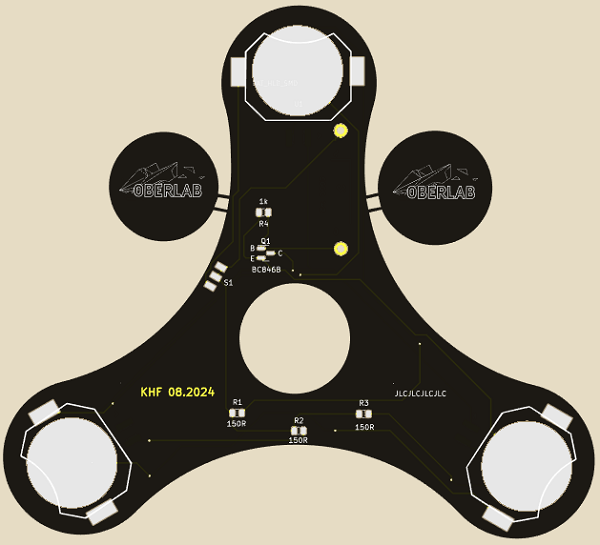 OBERLAB
OBERLAB
1k
R4
Q1
B
C
E
BC846B
S1
KHF 08.2024
JLCJLCJLCJLC
R1
150R
R2
150R
R3
150R